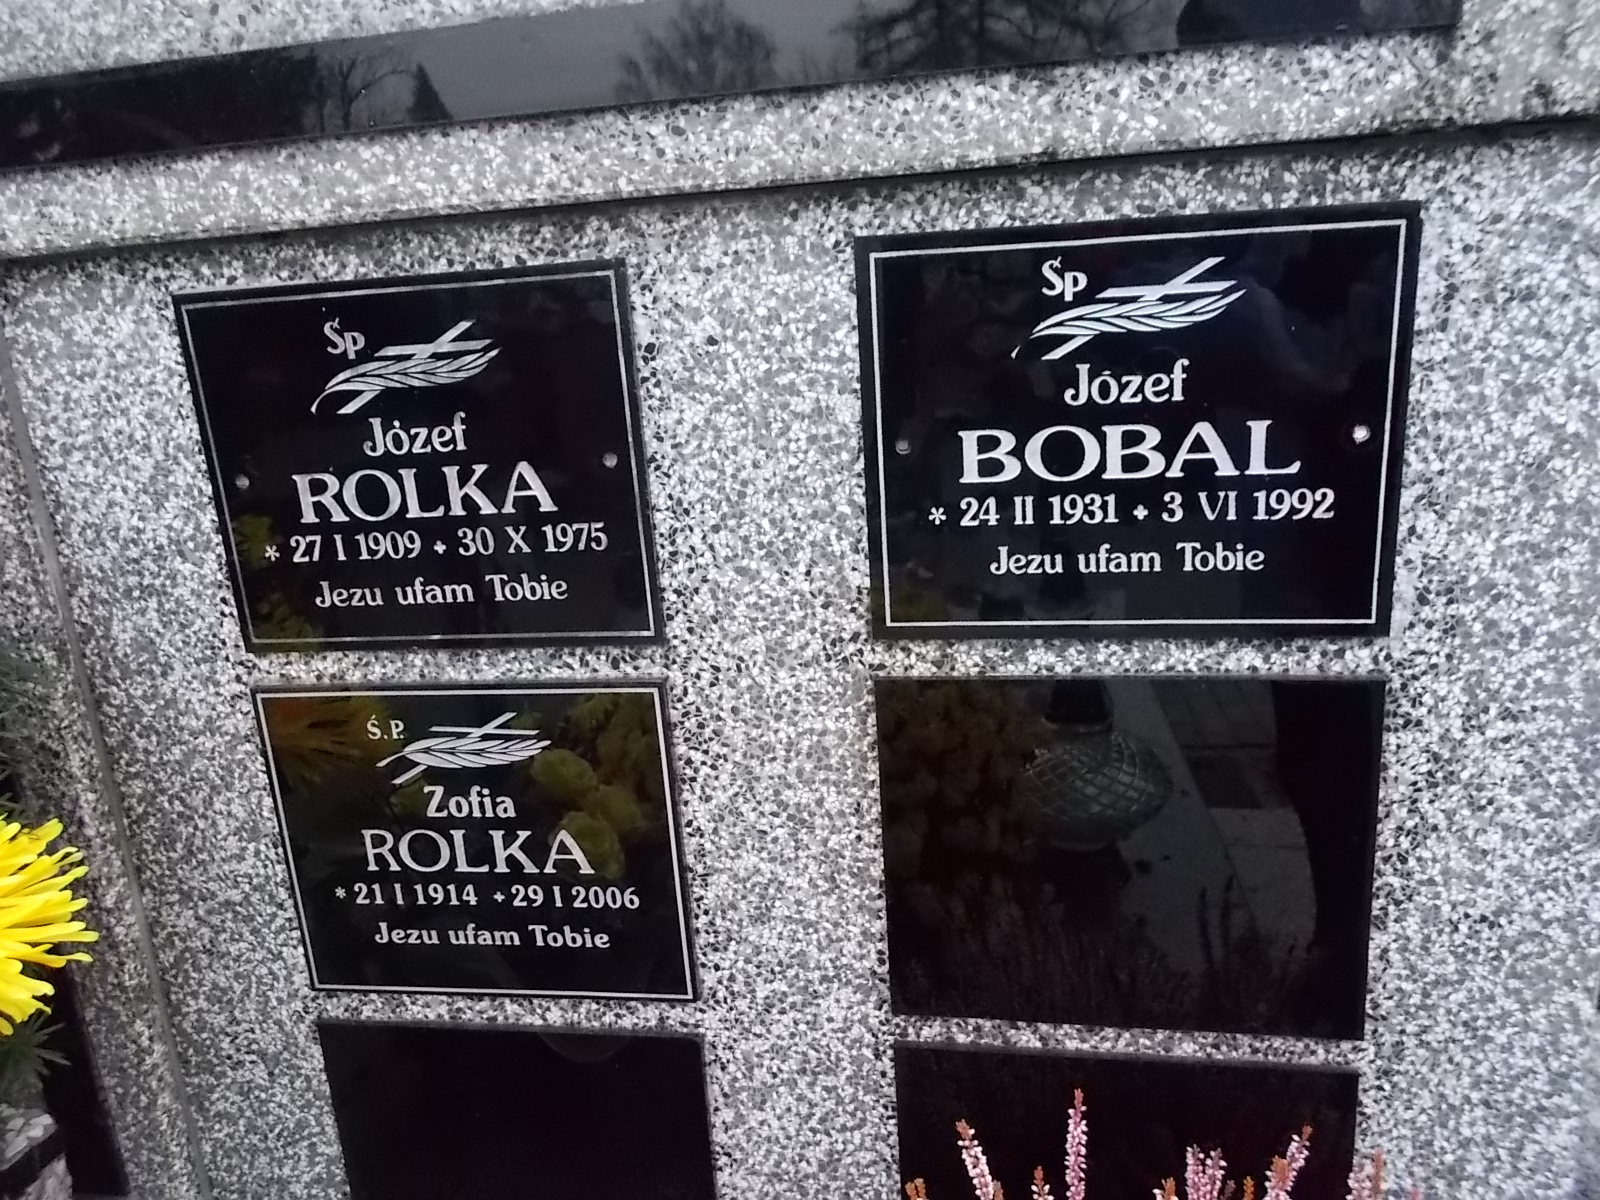 Śp
Józef
ROLKA
* 27 I 1909 + 30 X 1975
Jezu ufam Tobie
Ś.P.
Zofia
ROLKA
* 21 I 1914 + 29 I 2006
Jezu ufam Tobie
Śp
Józef
BOBAL
* 24 II 1931 + 3 VI 1992
Jezu ufam Tobie